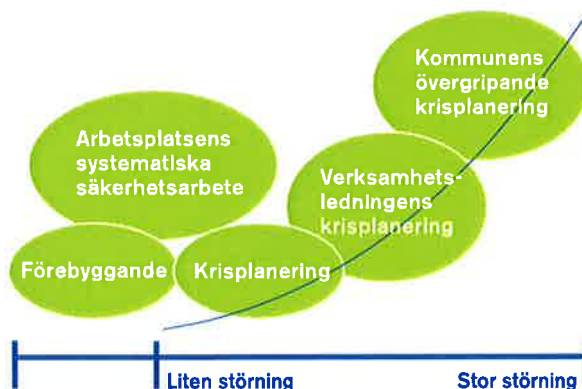 Kommunens
övergripande
krisplanering
Arbetsplatsens
systematiska
säkerhetsarbete
Verksamhets-
ledningens
krisplanering
Förebyggande
Krisplanering
Liten störning
Stor störning